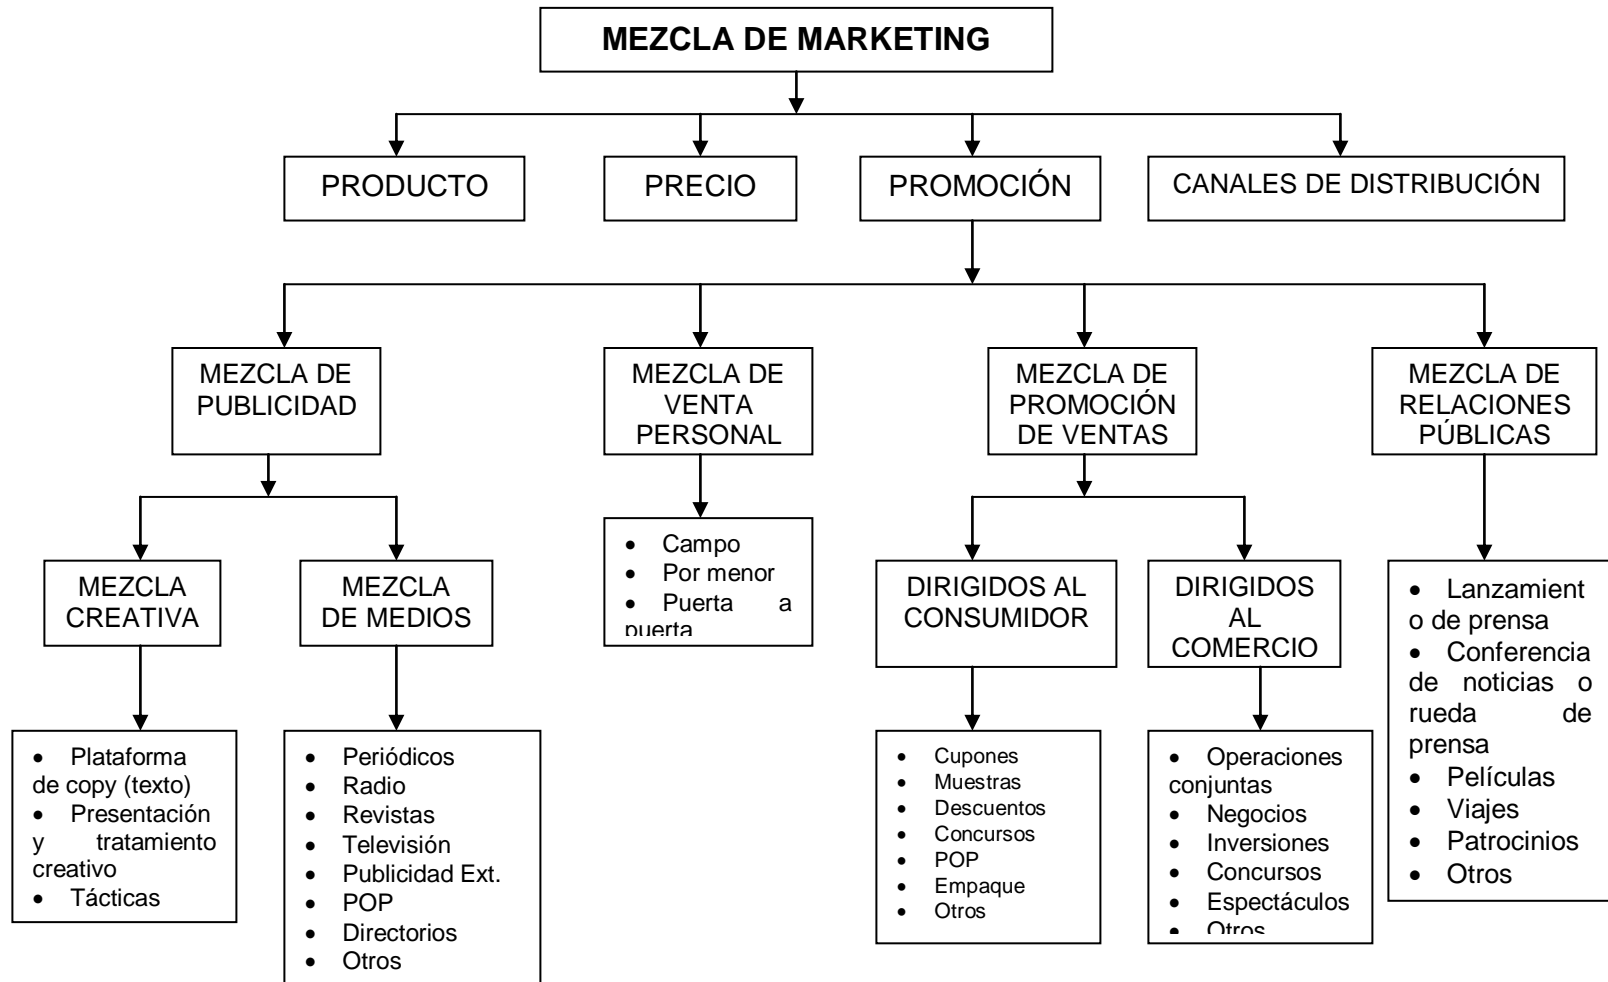 MEZCLA DE MARKETING
PRODUCTO
PRECIO
PROMOCIÓN
CANALES DE DISTRIBUCIÓN
MEZCLA DE
PUBLICIDAD
MEZCLA DE
VENTA
PERSONAL
MEZCLA DE
PROMOCIÓN
DE VENTAS
MEZCLA DE
RELACIONES
PÚBLICAS
MEZCLA
CREATIVA
MEZCLA
DE MEDIOS
• Campo
• Por menor
• Puerta a
puerta
DIRIGIDOS AL
CONSUMIDOR
DIRIGIDOS
AL
COMERCIO
• Lanzamient
o de prensa
• Conferencia
de noticias o
rueda de
prensa
• Películas
• Viajes
• Patrocinios
• Otros
• Plataforma
de copy (texto)
• Presentación
y tratamiento
creativo
• Tácticas
• Periódicos
• Radio
• Revistas
• Televisión
• Publicidad Ext.
• POP
• Directorios
• Otros
• Cupones
• Muestras
• Descuentos
• Concursos
• POP
• Empaque
• Otros
• Operaciones
conjuntas
• Negocios
• Inversiones
• Concursos
• Espectáculos
• Otros